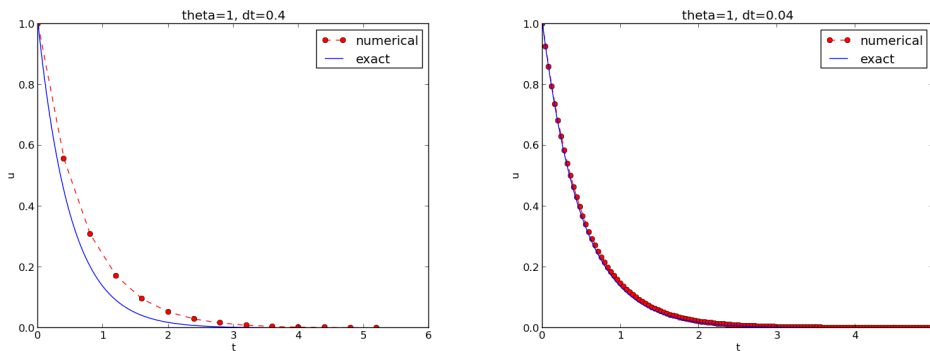 theta=1, dt=0.4
numerical
exact
u
1.0
0.8
0.6
0.4
0.2
0.0
0 1 2 3 4 5 6
t
theta=1, dt=0.04
numerical
exact
u
1.0
0.8
0.6
0.4
0.2
0.0
0 1 2 3 4
t